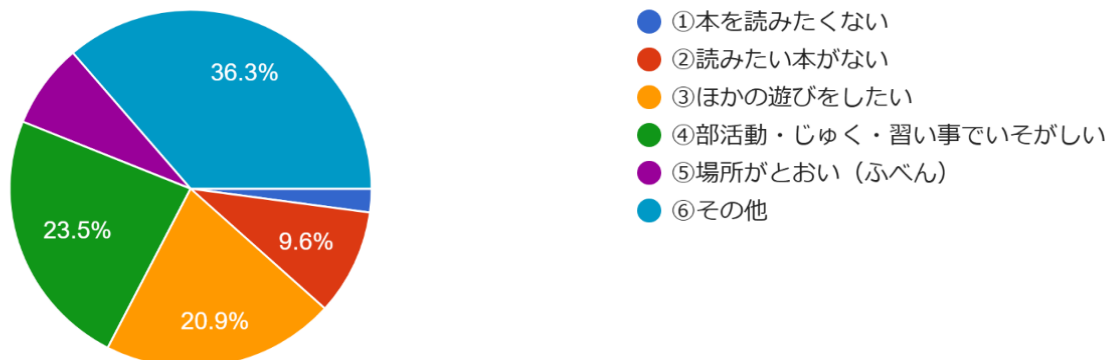 36.3%
23.5%
9.6%
20.9%
①本を読みたくない
②読みたい本がない
③ほかの遊びをしたい
④部活動・じゅく・習い事でいそがしい
⑤場所がとおい（ふべん）
⑥その他